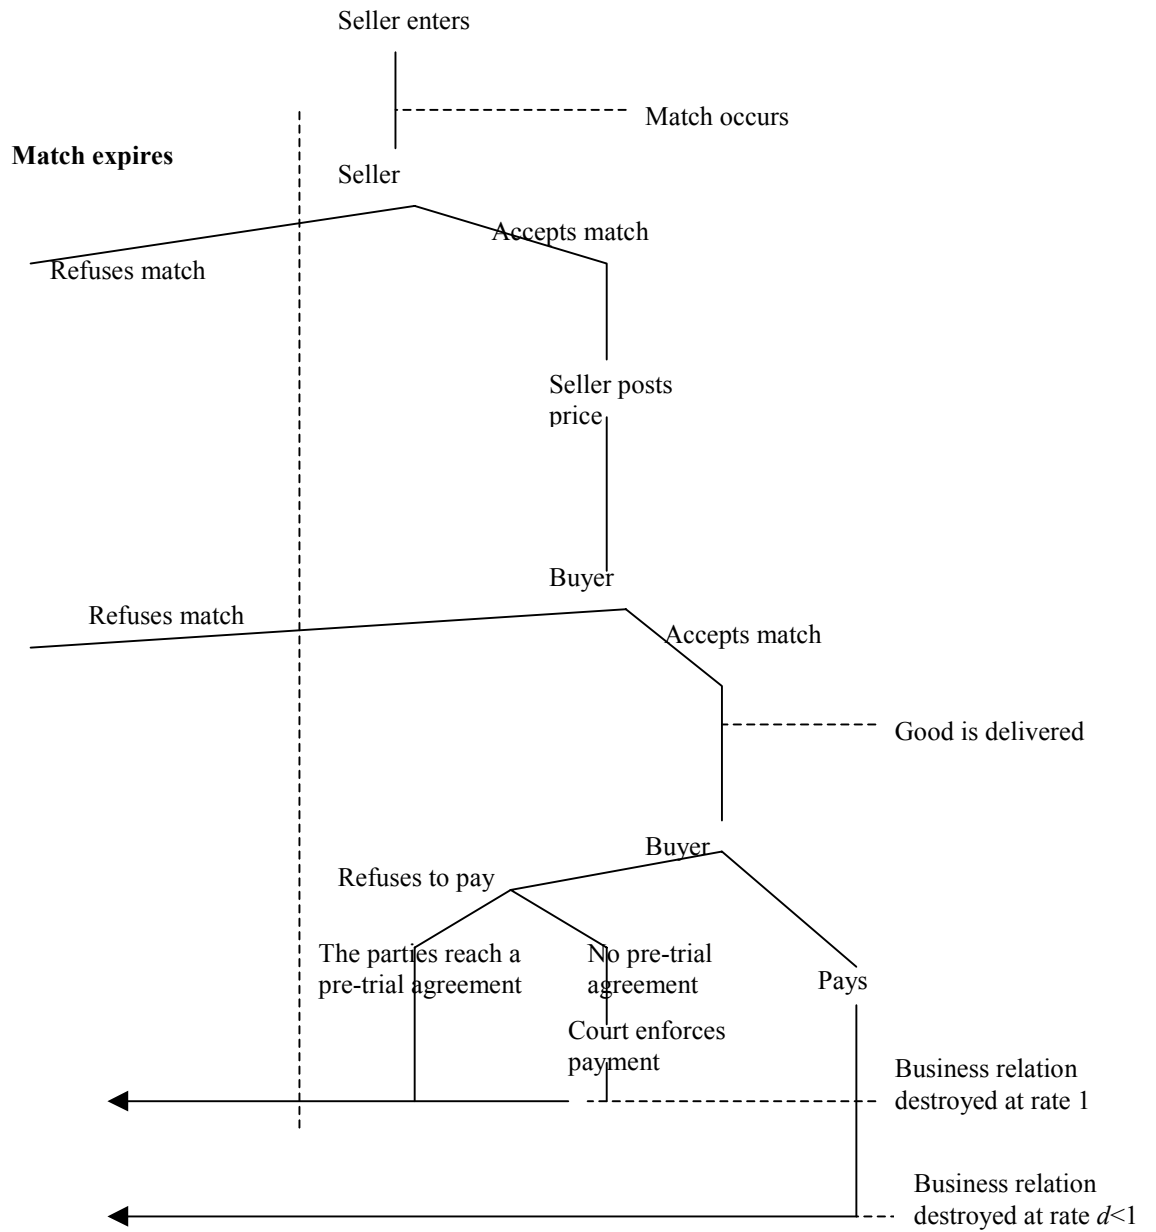 Seller enters
Match occurs
Match expires
Seller
Accepts match
Refuses match
Seller posts
price
Buyer
Refuses match
Accepts match
Good is delivered
Buyer
Refuses to pay
The parties reach a
pre-trial agreement
No pre-trial
agreement
Pays
Court enforces
payment
Business relation
destroyed at rate 1
Business relation
destroyed at rate d<1